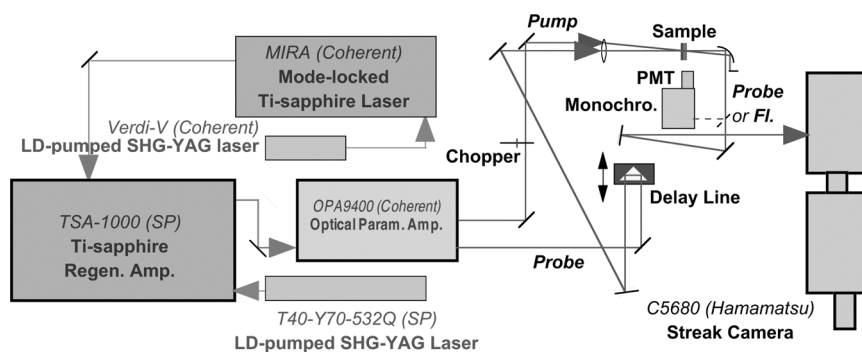 Pump
Sample
MIRA (Coherent)
Mode-locked
Ti-sapphire Laser
PMT
Monochro.
Probe
or Fl.
Verdi-V (Coherent)
LD-pumped SHG-YAG laser
Chopper
TSA-1000 (SP)
Ti-sapphire
Regen. Amp.
OPA9400 (Coherent)
Optical Param. Amp.
Delay Line
Probe
T40-Y70-532Q (SP)
LD-pumped SHG-YAG Laser
C5680 (Hamamatsu)
Streak Camera